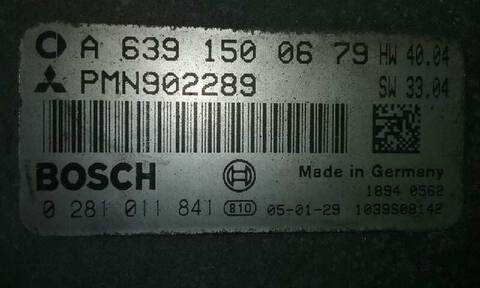 A 639 150 06 79 HW 40.04
PMN902289 SW 33.04
BOSCH Made in Germany
1894 0562
0 281 011 841 810 05-01-29 1039S08142